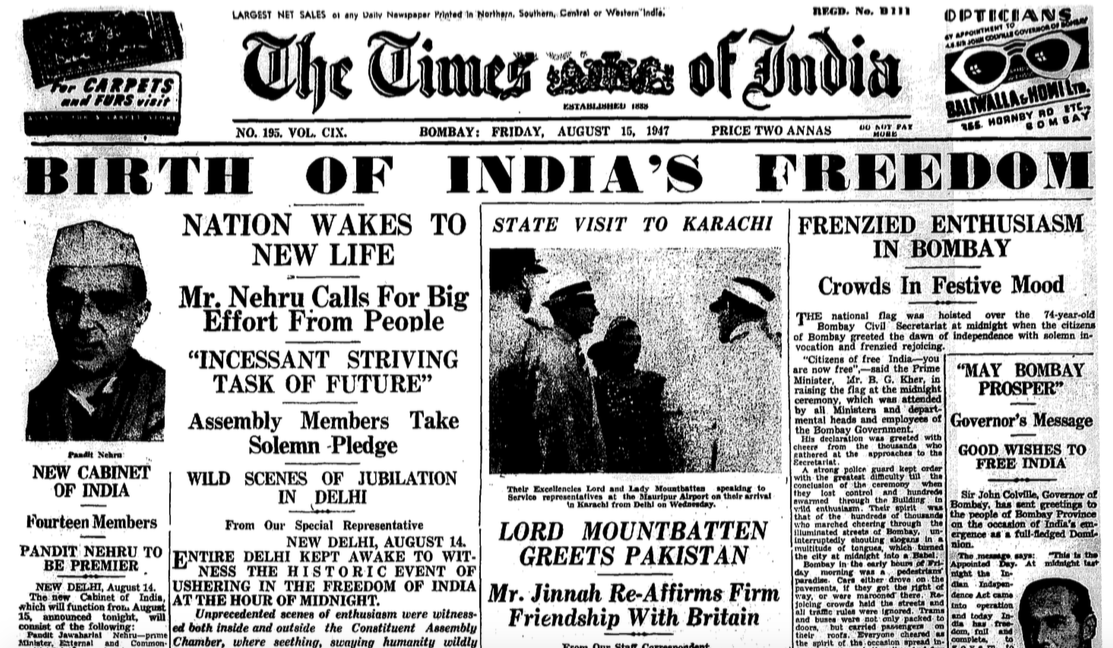 For CARPETS
and FURS visit
LARGEST NET SALES of any Daily Newspaper Printed in Northern, Southern, Central or Western India.
REGD. No. B 111
The Times of India
ESTABLISHED 1838
OPTICIANS
BY APPOINTMENT TO
H.E. SIR JOHN COLVILLE GOVERNOR OF BOMBAY
BALIWALLA & HOMI LTD.
HORNBY RD ETC.,
BOMBAY
NO. 195. VOL. CIX.
BOMBAY: FRIDAY, AUGUST 15, 1947
PRICE TWO ANNAS
DO NOT PAY
MORE
BIRTH OF INDIA'S FREEDOM
Pandit Nehru
NEW CABINET
OF INDIA
Fourteen Members
PANDIT NEHRU TO
BE PREMIER
NEW DELHI, August 14.
The new Cabinet of India,
which will function from August
15, announced tonight, will
consist of the following:
Pandit Jawaharlal Nehru—prime
Minister, External and Common-
NATION WAKES TO
NEW LIFE
Mr. Nehru Calls For Big
Effort From People
"INCESSANT STRIVING
TASK OF FUTURE"
Assembly Members Take
Solemn Pledge
WILD SCENES OF JUBILATION
IN DELHI
From Our Special Representative
NEW DELHI, AUGUST 14.
ENTIRE DELHI KEPT AWAKE TO WIT-
NESS THE HISTORIC EVENT OF
USHERING IN THE FREEDOM OF INDIA
AT THE HOUR OF MIDNIGHT.
Unprecedented scenes of enthusiasm were witness-
ed both inside and outside the Constituent Assembly
Chamber, where seething, swaying humanity wildly
STATE VISIT TO KARACHI
Their Excellencies Lord and Lady Mountbatten speaking to
Service representatives at the Mauripur Airport on their arrival
in Karachi from Delhi on Wednesday.
LORD MOUNTBATTEN
GREETS PAKISTAN
Mr. Jinnah Re-Affirms Firm
Friendship With Britain
From Our Staff Correspondent
FRENZIED ENTHUSIASM
IN BOMBAY
Crowds In Festive Mood
THE national flag was hoisted over the 74-year-old
Bombay Civil Secretariat at midnight when the citizens
of Bombay greeted the dawn of independence with solemn in-
vocation and frenzied rejoicing.
"Citizens of free India—you
are now free",—said the Prime
Minister, Mr. B. G. Kher, in
raising the flag at the midnight
ceremony, which was attended
by all Ministers and depart-
mental heads and employees of
the Bombay Government.
His declaration was greeted with
cheers from the thousands who
gathered at the approaches to the
Secretariat.
A strong police guard kept order
with the greatest difficulty till the
conclusion of the ceremony when
they lost control and hundreds
swarmed through the Building in
wild enthusiasm. Their spirit was
that of the hundreds of thousands
who marched cheering through the
illuminated streets of Bombay, un-
interruptedly shouting slogans in a
multitude of tongues, which turned
the city at midnight into a Babel.
Bombay in the early hours of Fri-
day morning was a pedestrians'
paradise. Cars either drove on the
pavements, if they got the right of
way, or were marooned there. Re-
joicing crowds held the streets and
all traffic rules were ignored. Trams
and buses were not only packed to
doors, but carried passengers on
their roofs. Everyone cheered as
the spirit of the occasion spread in-
"MAY BOMBAY
PROSPER"
Governor's Message
GOOD WISHES TO
FREE INDIA
Sir John Colville, Governor of
Bombay, has sent greetings to
the people of Bombay Province
on the occasion of India's em-
ergence as a full-fledged Domi-
nion.
The message says: "This is the
Appointed Day. At midnight last
night the In-
dian Indepen-
dence Act came
into operation
and today In-
dia has free-
dom, full and
complete, to